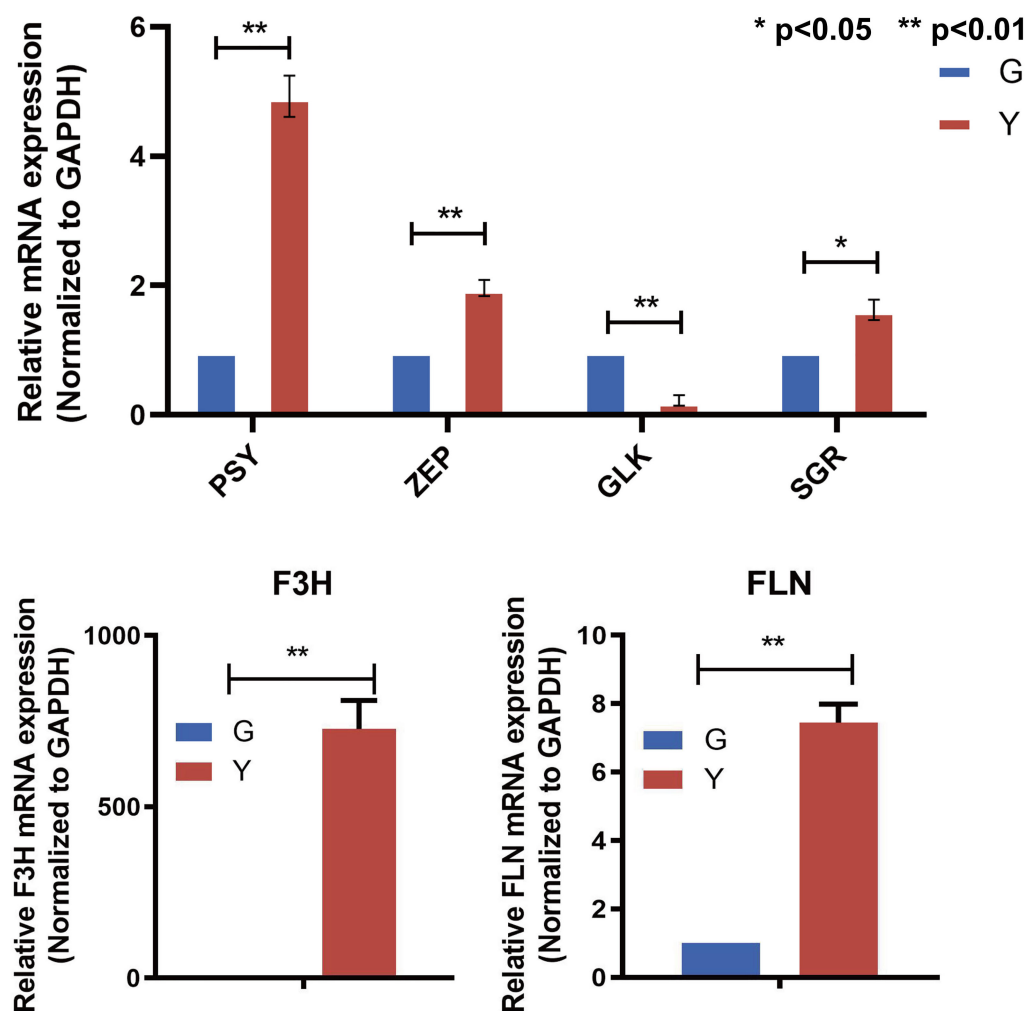 * p<0.05 ** p<0.01
G
Y
Relative mRNA expression
(Normalized to GAPDH)
6
4
2
0
**
**
**
*
PSY
ZEP
GLK
SGR
F3H
Relative F3H mRNA expression
(Normalized to GAPDH)
1000
500
0
**
G
Y
FLN
Relative FLN mRNA expression
(Normalized to GAPDH)
10
8
6
4
2
0
**
G
Y